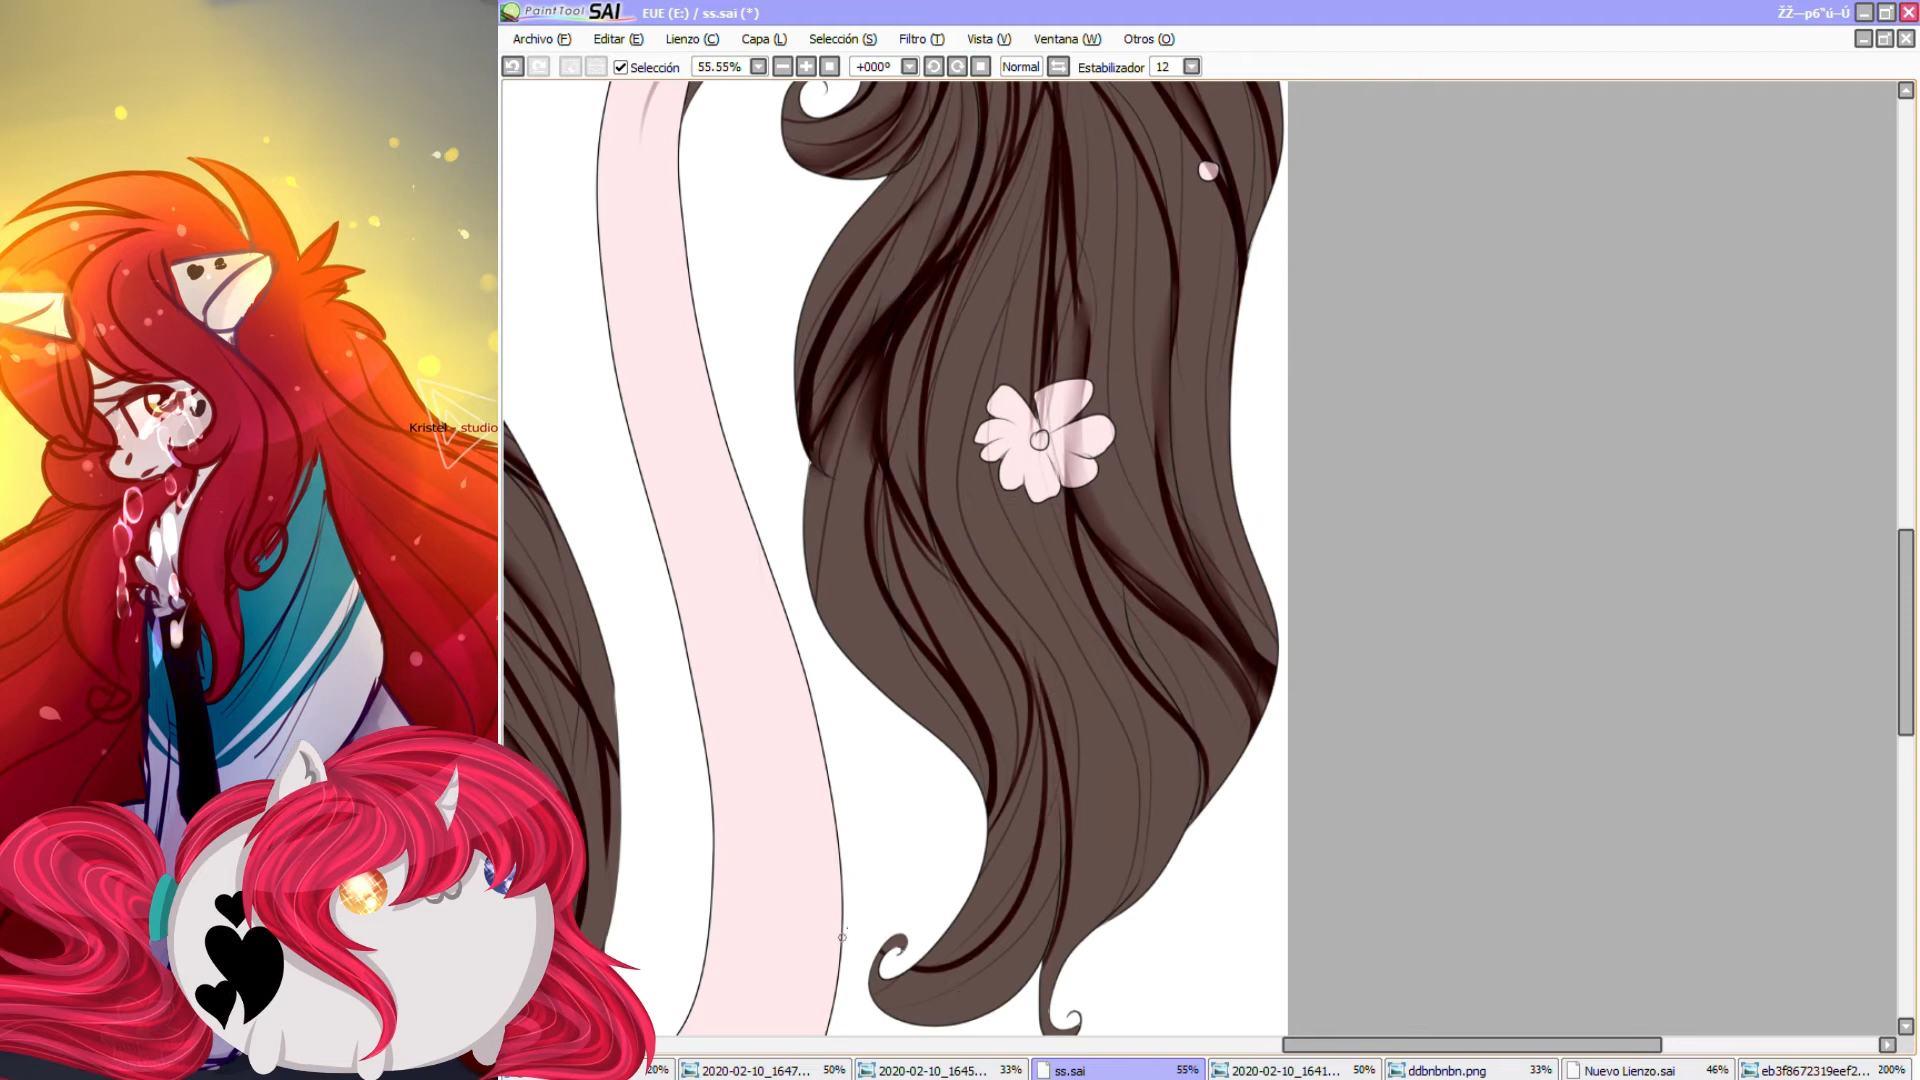 PaintTool SAI EUE (E:) / ss.sai (*)
Archivo (F) Editar (E) Lienzo (C) Capa (L) Selección (S) Filtro (T) Vista (V) Ventana (W) Otros (O)
Selección 55.55% +000º Normal Estabilizador 12
Kristel - studio
20% 2020-02-10_1647... 50% 2020-02-10_1645... 33% ss.sai 55% 2020-02-10_1641... 50% ddbnbnbn.png 33% Nuevo Lienzo.sai 46% eb3f8672319eef2... 200%